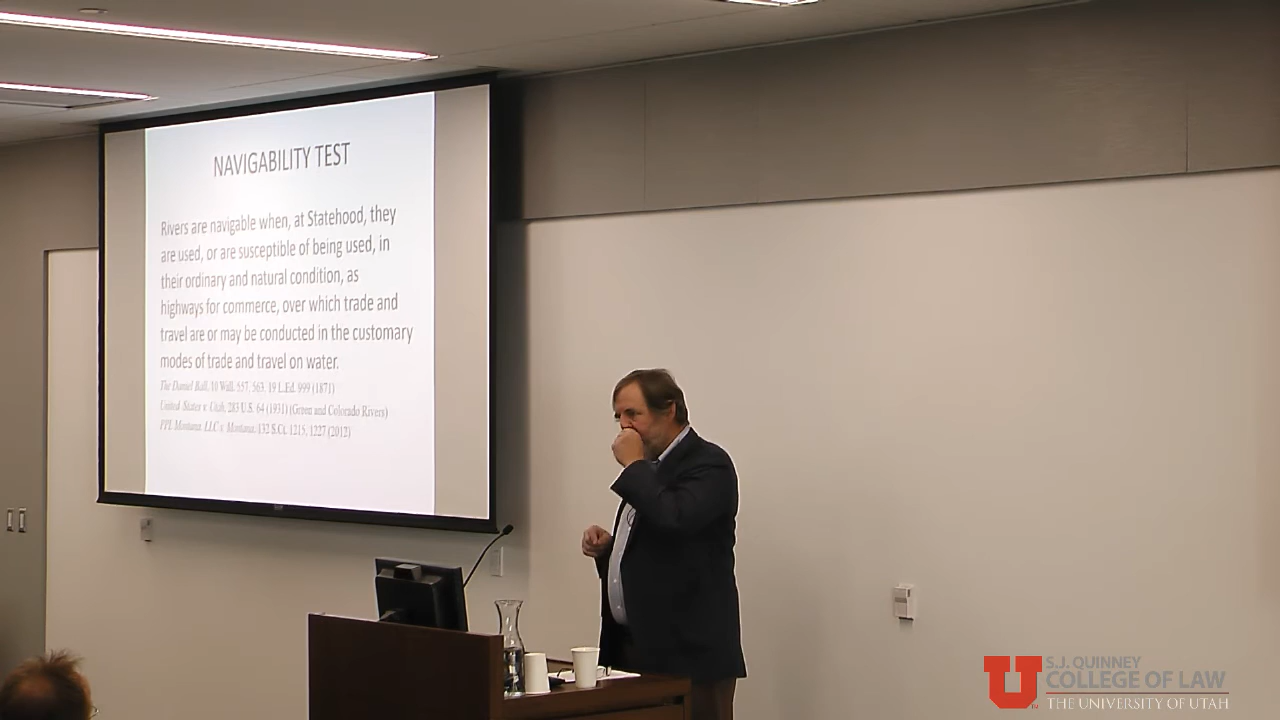 NAVIGABILITY TEST
Rivers are navigable when, at Statehood, they
are used, or are susceptible of being used, in
their ordinary and natural condition, as
highways for commerce, over which trade and
travel are or may be conducted in the customary
modes of trade and travel on water.
The Daniel Ball, 10 Wall. 557, 563, 19 L.Ed. 999 (1871)
United States v. Utah, 283 U.S. 64 (1931) (Green and Colorado Rivers)
PPL Montana, LLC v. Montana, 132 S.Ct. 1215, 1227 (2012)
U
S.J. QUINNEY
COLLEGE OF LAW
THE UNIVERSITY OF UTAH